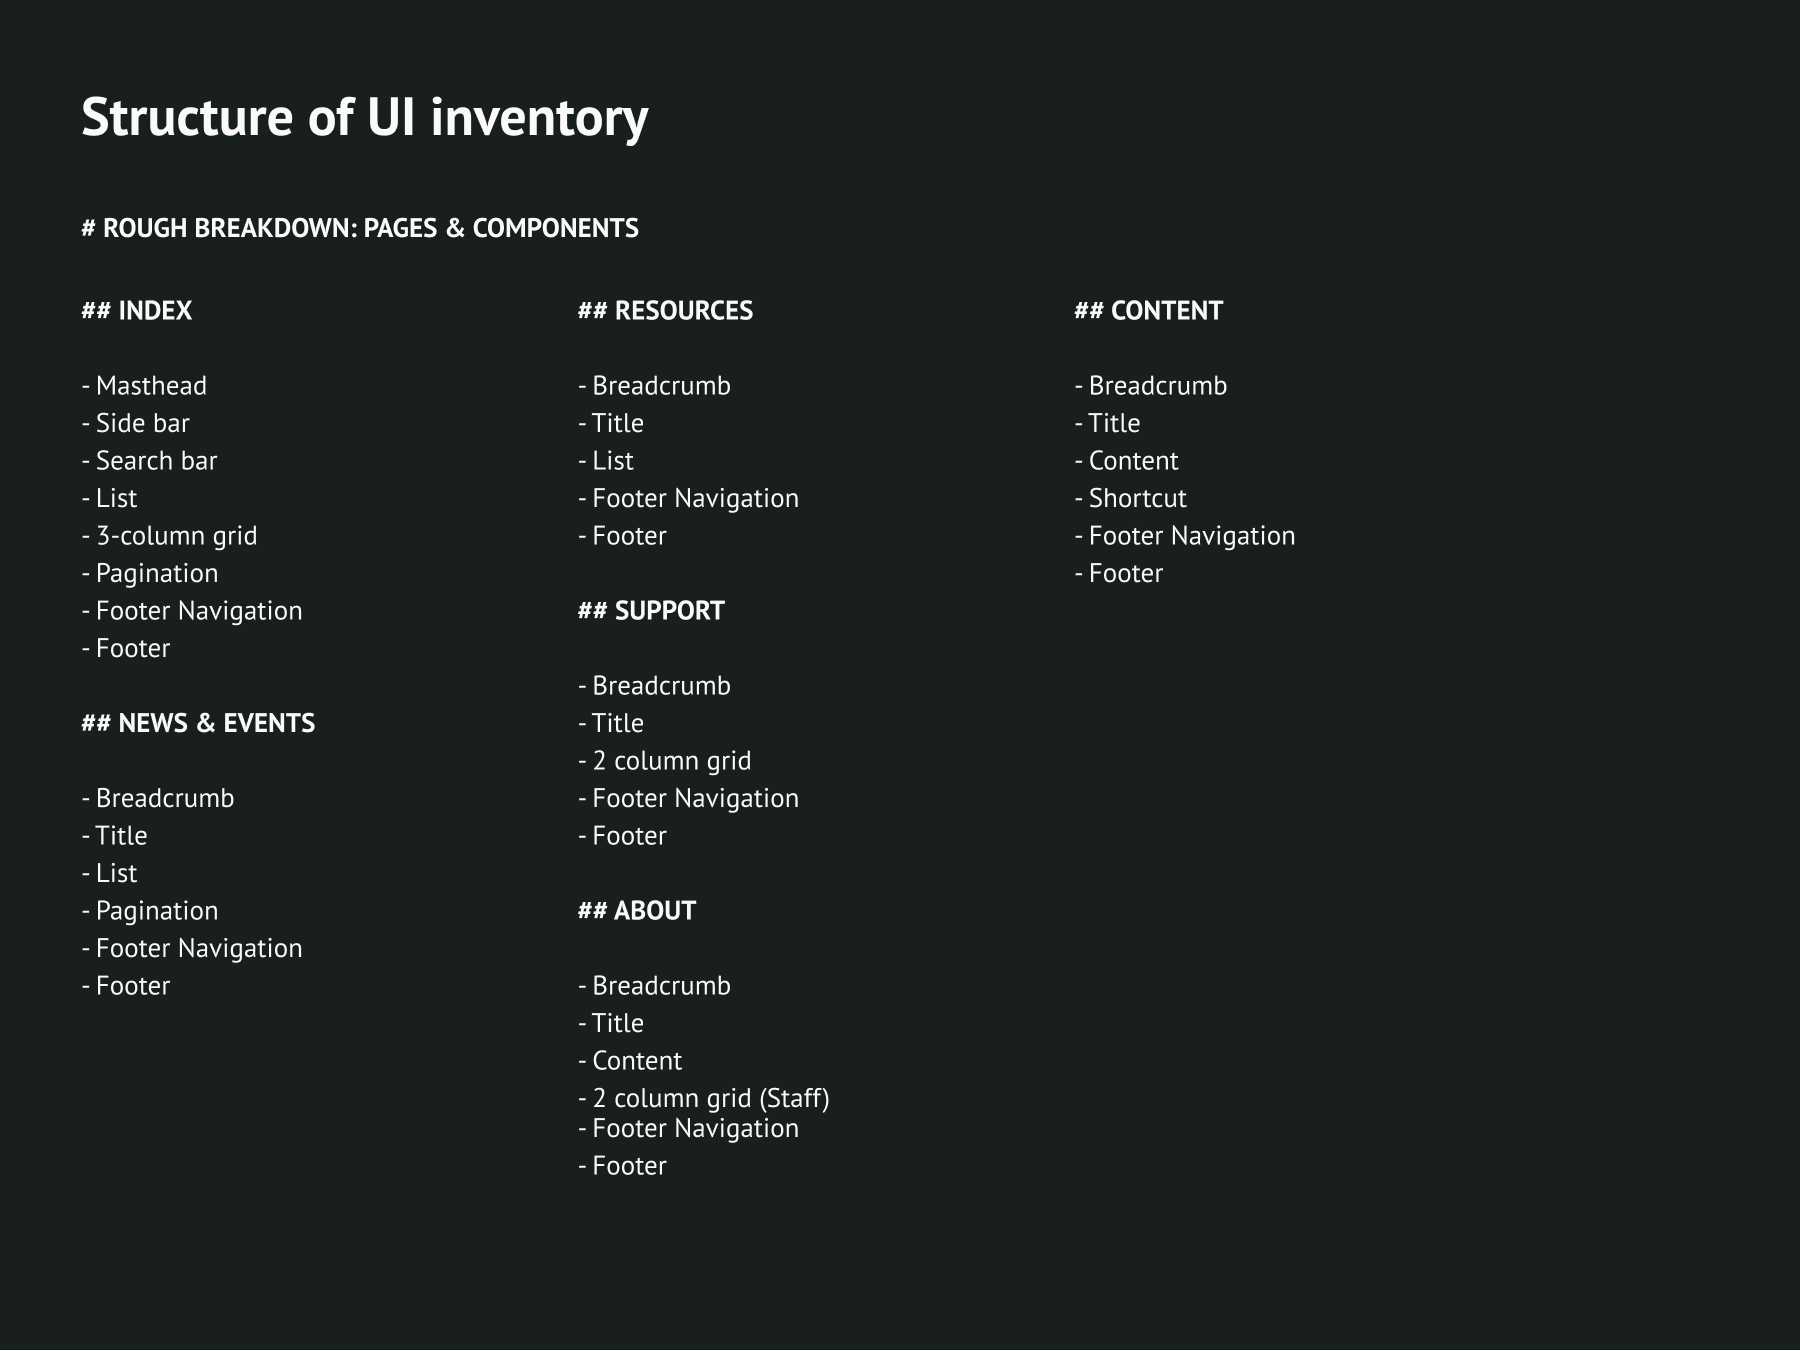 Structure of UI inventory
# ROUGH BREAKDOWN: PAGES & COMPONENTS
## INDEX
- Masthead
- Side bar
- Search bar
- List
- 3-column grid
- Pagination
- Footer Navigation
- Footer
## NEWS & EVENTS
- Breadcrumb
- Title
- List
- Pagination
- Footer Navigation
- Footer
## RESOURCES
- Breadcrumb
- Title
- List
- Footer Navigation
- Footer
## SUPPORT
- Breadcrumb
- Title
- 2 column grid
- Footer Navigation
- Footer
## ABOUT
- Breadcrumb
- Title
- Content
- 2 column grid (Staff)
- Footer Navigation
- Footer
## CONTENT
- Breadcrumb
- Title
- Content
- Shortcut
- Footer Navigation
- Footer